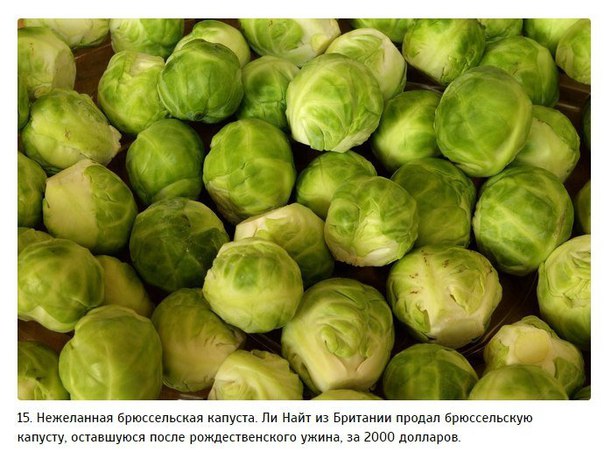 15. Нежеланная брюссельская капуста. Ли Найт из Британии продал брюссельскую
капусту, оставшуюся после рождественского ужина, за 2000 долларов.